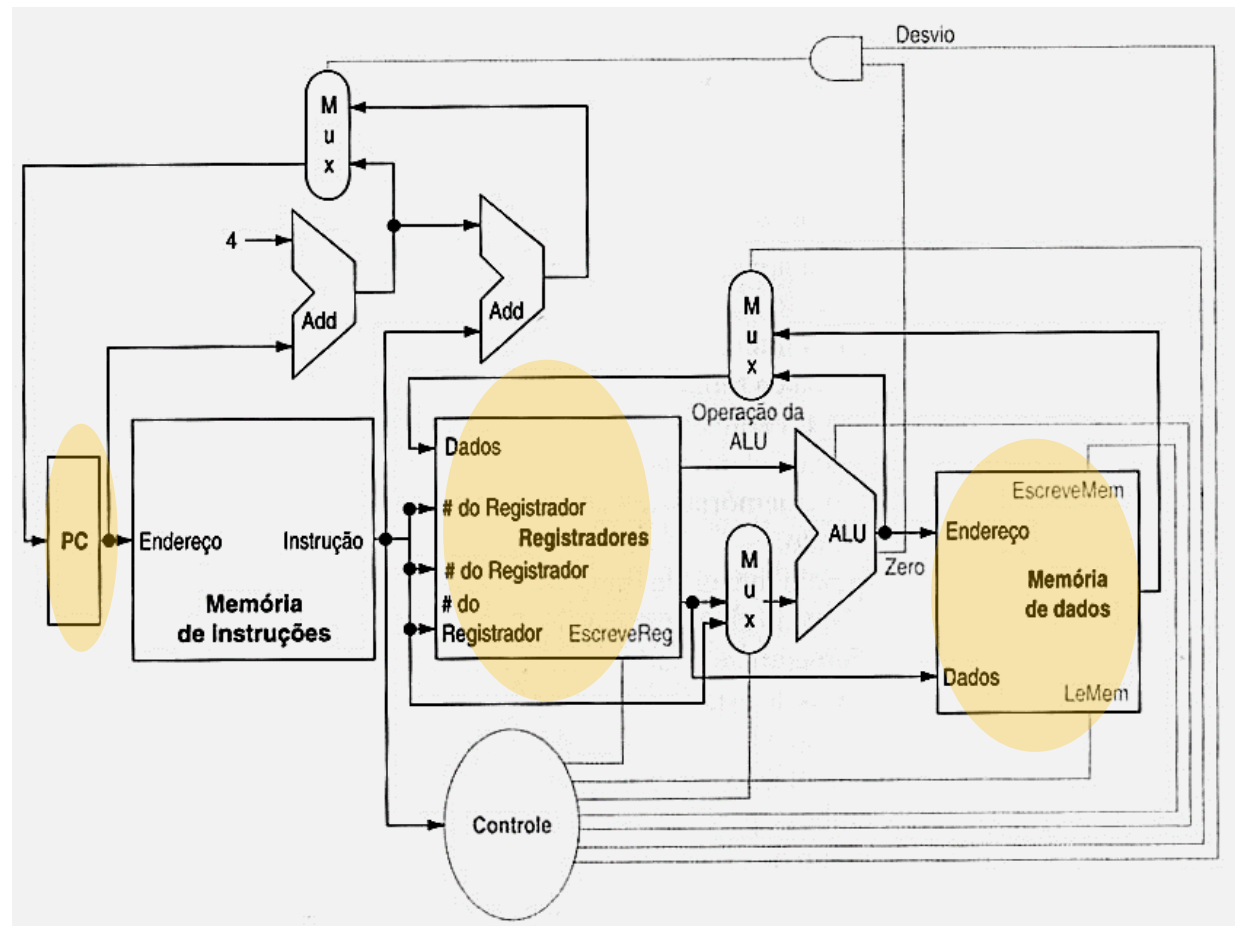 Desvio
M
u
x
4
Add
Add
M
u
x
Operação da
ALU
Dados
EscreveMem
# do Registrador
PC
Endereço
Instrução
Registradores
ALU
Endereço
# do Registrador
M
u
x
Zero
Memória
de dados
Memória
de Instruções
# do
Registrador
EscreveReg
Dados
LeMem
Controle